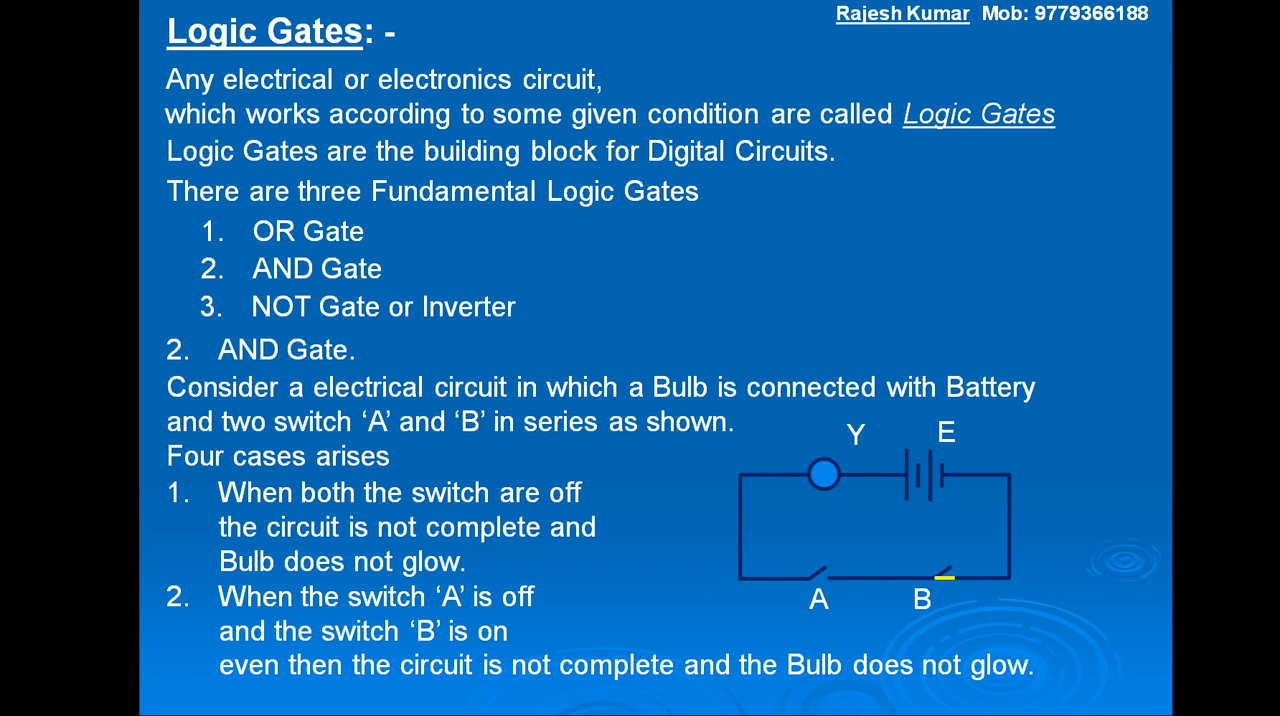 Rajesh Kumar Mob: 9779366188
Logic Gates: -
Any electrical or electronics circuit,
which works according to some given condition are called Logic Gates
Logic Gates are the building block for Digital Circuits.
There are three Fundamental Logic Gates
1. OR Gate
2. AND Gate
3. NOT Gate or Inverter
2. AND Gate.
Consider a electrical circuit in which a Bulb is connected with Battery
and two switch ‘A’ and ‘B’ in series as shown.
Four cases arises
1. When both the switch are off
the circuit is not complete and
Bulb does not glow.
2. When the switch ‘A’ is off
and the switch ‘B’ is on
even then the circuit is not complete and the Bulb does not glow.
Y E
A B